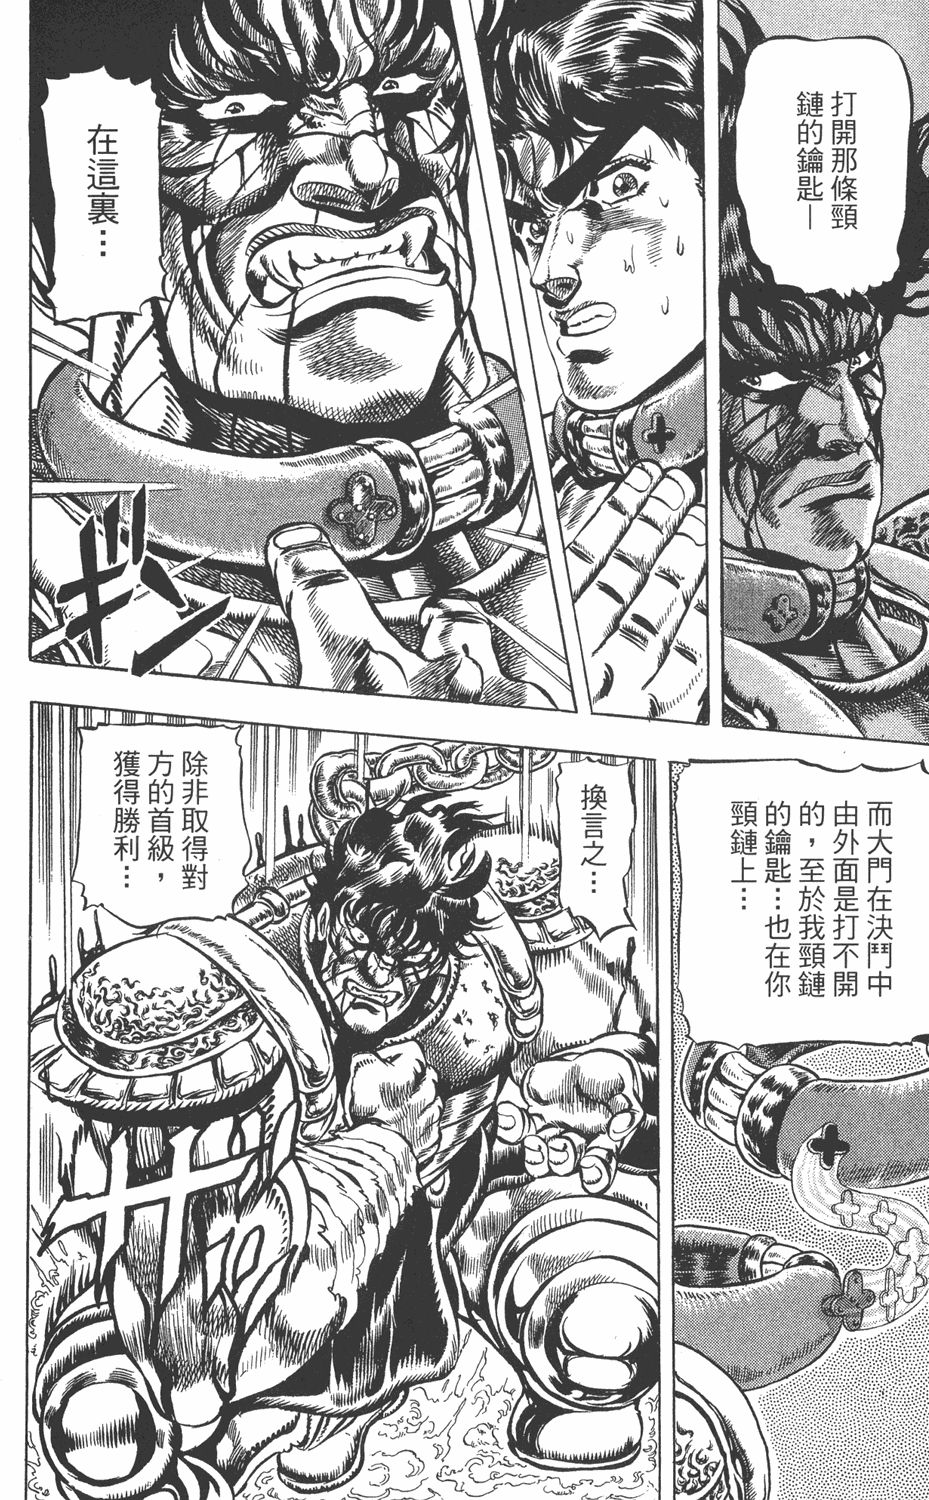 打開那條頸
鏈的鑰匙—
在這裏…
ギン
而大門在決鬥中
由外面是打不開
的，至於我頸鏈
的鑰匙…也在你
頸鏈上…
換言之…
除非取得對
方的首級，
獲得勝利…